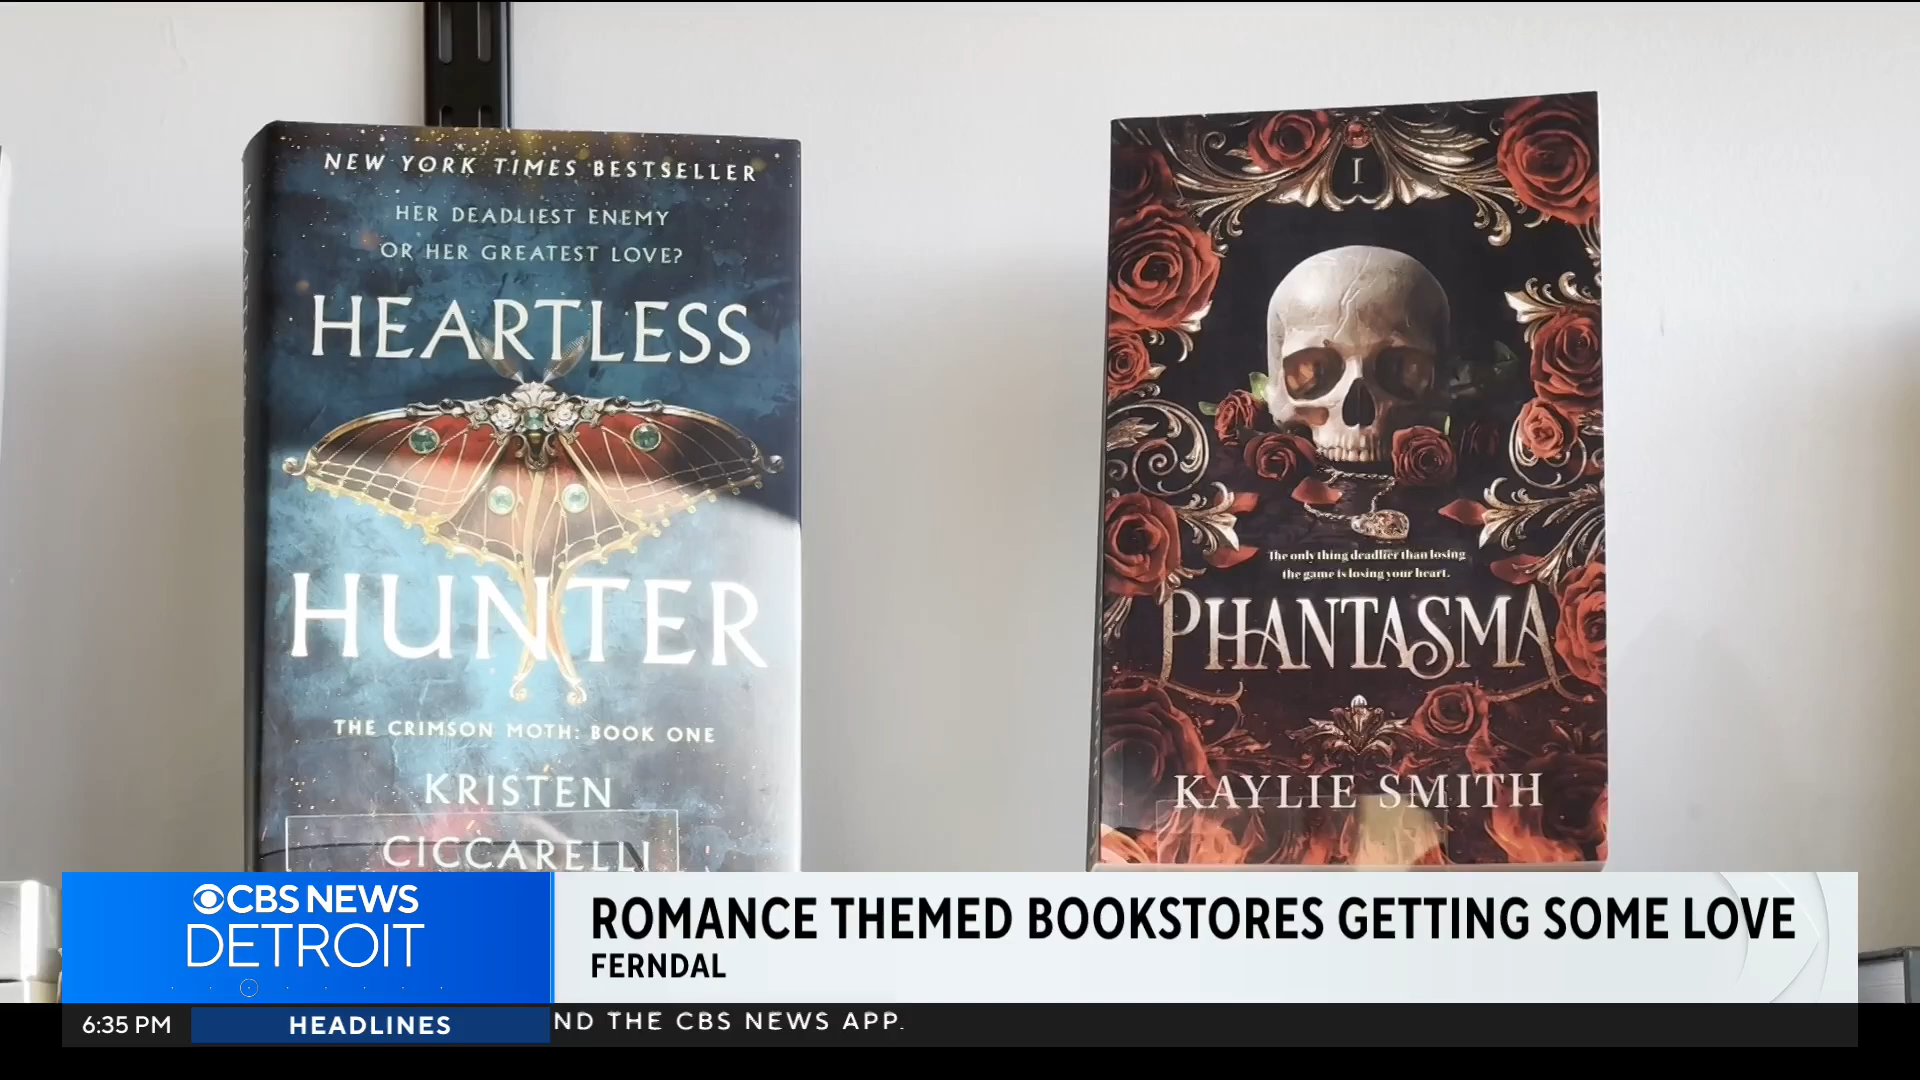 NEW YORK TIMES BESTSELLER
HER DEADLIEST ENEMY
OR HER GREATEST LOVE?
HEARTLESS
HUNTER
THE CRIMSON MOTH: BOOK ONE
KRISTEN
CICCARELLI
I
The only thing deadlier than losing
the game is losing your heart.
PHANTASMA
KAYLIE SMITH
CBS NEWS
DETROIT
ROMANCE THEMED BOOKSTORES GETTING SOME LOVE
FERNDAL
6:35 PM
HEADLINES
ND THE CBS NEWS APP.